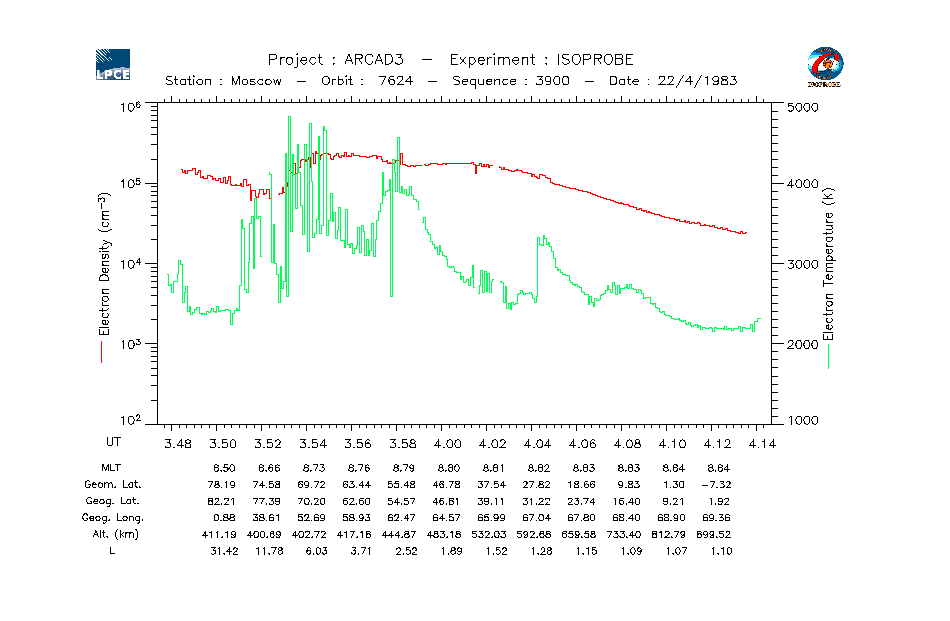 LPCE
Project : ARCAD3 – Experiment : ISOPROBE
ISOPROBE
Station : Moscow – Orbit : 7624 – Sequence : 3900 – Date : 22/4/1983
10^6 5000
10^5 4000
10^4 3000
10^3 2000
10^2 1000
Electron Density (cm-3)
Electron Temperature (K)
UT 3.48 3.50 3.52 3.54 3.56 3.58 4.00 4.02 4.04 4.06 4.08 4.10 4.12 4.14
MLT 8.50 8.66 8.73 8.76 8.79 8.80 8.81 8.82 8.83 8.83 8.84 8.84
Geom. Lat. 78.19 74.58 69.72 63.44 55.48 46.78 37.54 27.82 18.66 9.83 1.30 -7.32
Geog. Lat. 82.21 77.39 70.20 62.60 54.57 46.81 39.11 31.22 23.74 16.40 9.21 1.92
Geog. Long. 0.88 38.61 52.69 58.93 62.47 64.57 65.99 67.04 67.80 68.40 68.90 69.36
Alt. (km) 411.19 400.69 402.72 417.18 444.87 483.18 532.03 592.68 659.58 733.40 812.79 899.52
L 31.42 11.78 6.03 3.71 2.52 1.89 1.52 1.28 1.15 1.09 1.07 1.10